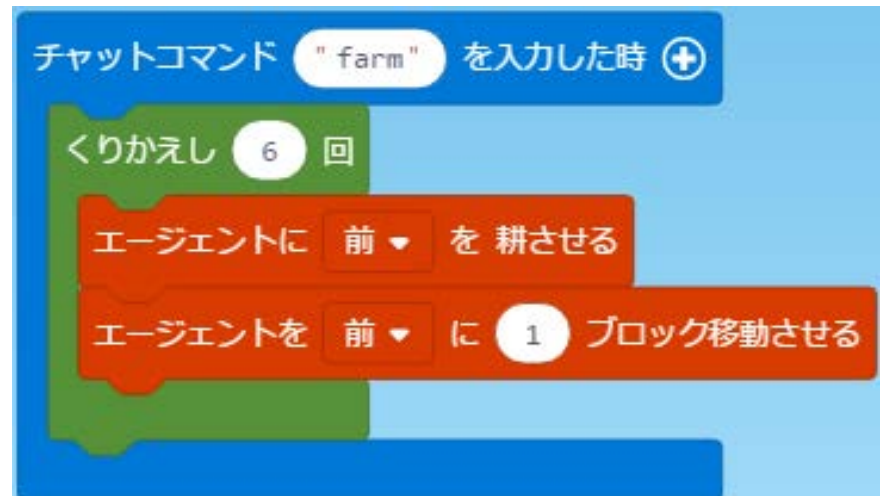 チャットコマンド "farm" を入力した時
くりかえし 6 回
エージェントに 前 を 耕させる
エージェントを 前 に 1 ブロック移動させる